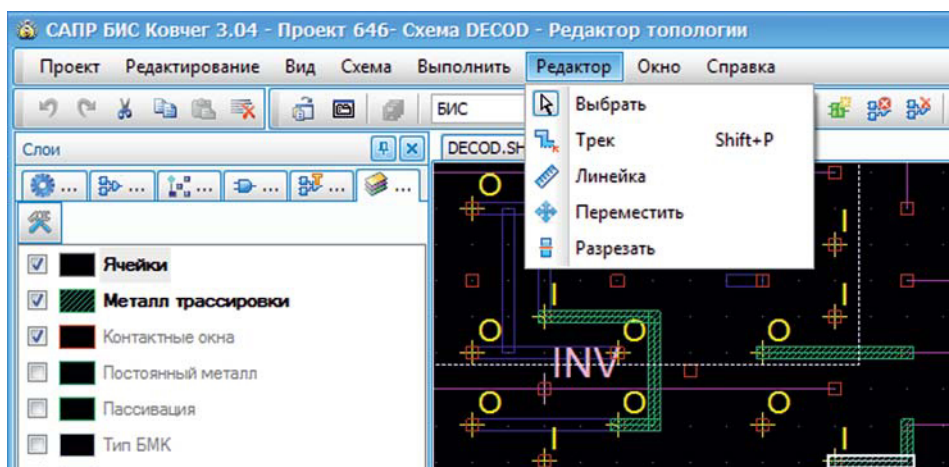 САПР БИС Ковчег 3.04 - Проект 646- Схема DECOD - Редактор топологии
Проект Редактирование Вид Схема Выполнить Редактор Окно Справка
БИС
Выбрать
Трек Shift+P
Линейка
Переместить
Разрезать
Слои
DECOD.SH
... ... ... ... ... ...
Ячейки
Металл трассировки
Контактные окна
Постоянный металл
Пассивация
Тип БМК
O I
I I
O O O
INV
O O O
I I